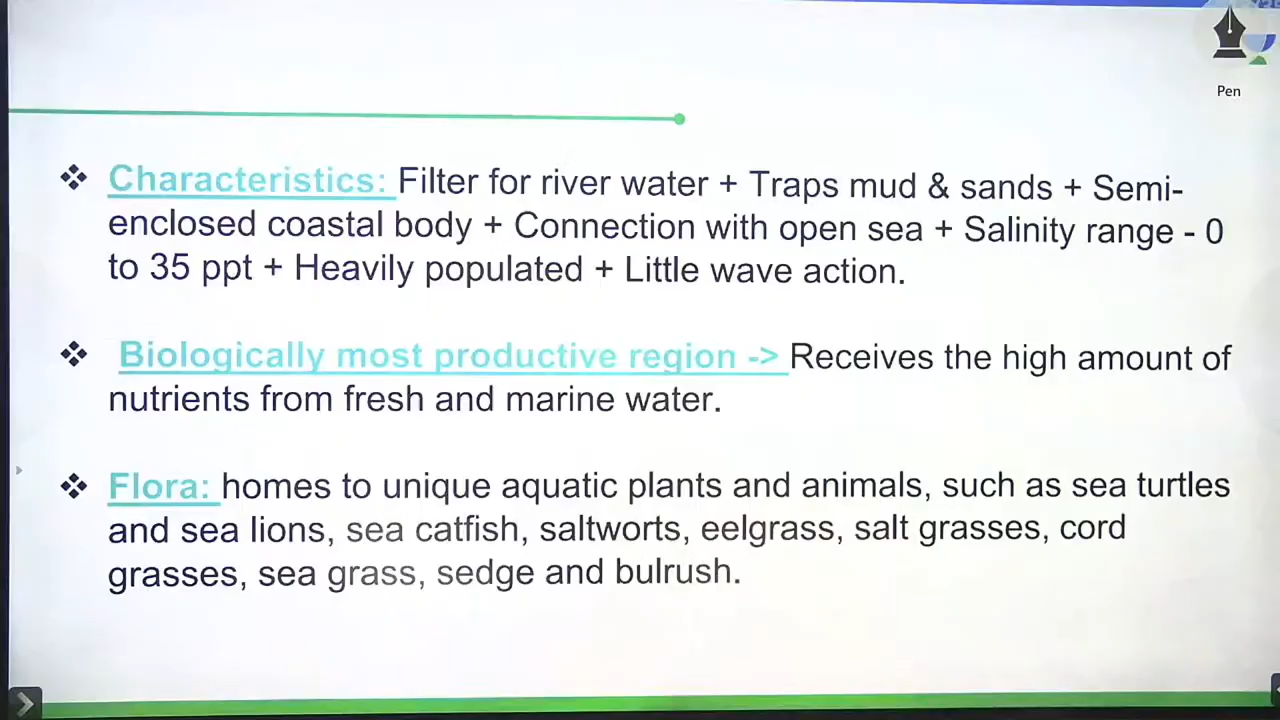 Pen
❖ Characteristics: Filter for river water + Traps mud & sands + Semi-
enclosed coastal body + Connection with open sea + Salinity range - 0
to 35 ppt + Heavily populated + Little wave action.
❖ Biologically most productive region -> Receives the high amount of
nutrients from fresh and marine water.
❖ Flora: homes to unique aquatic plants and animals, such as sea turtles
and sea lions, sea catfish, saltworts, eelgrass, salt grasses, cord
grasses, sea grass, sedge and bulrush.